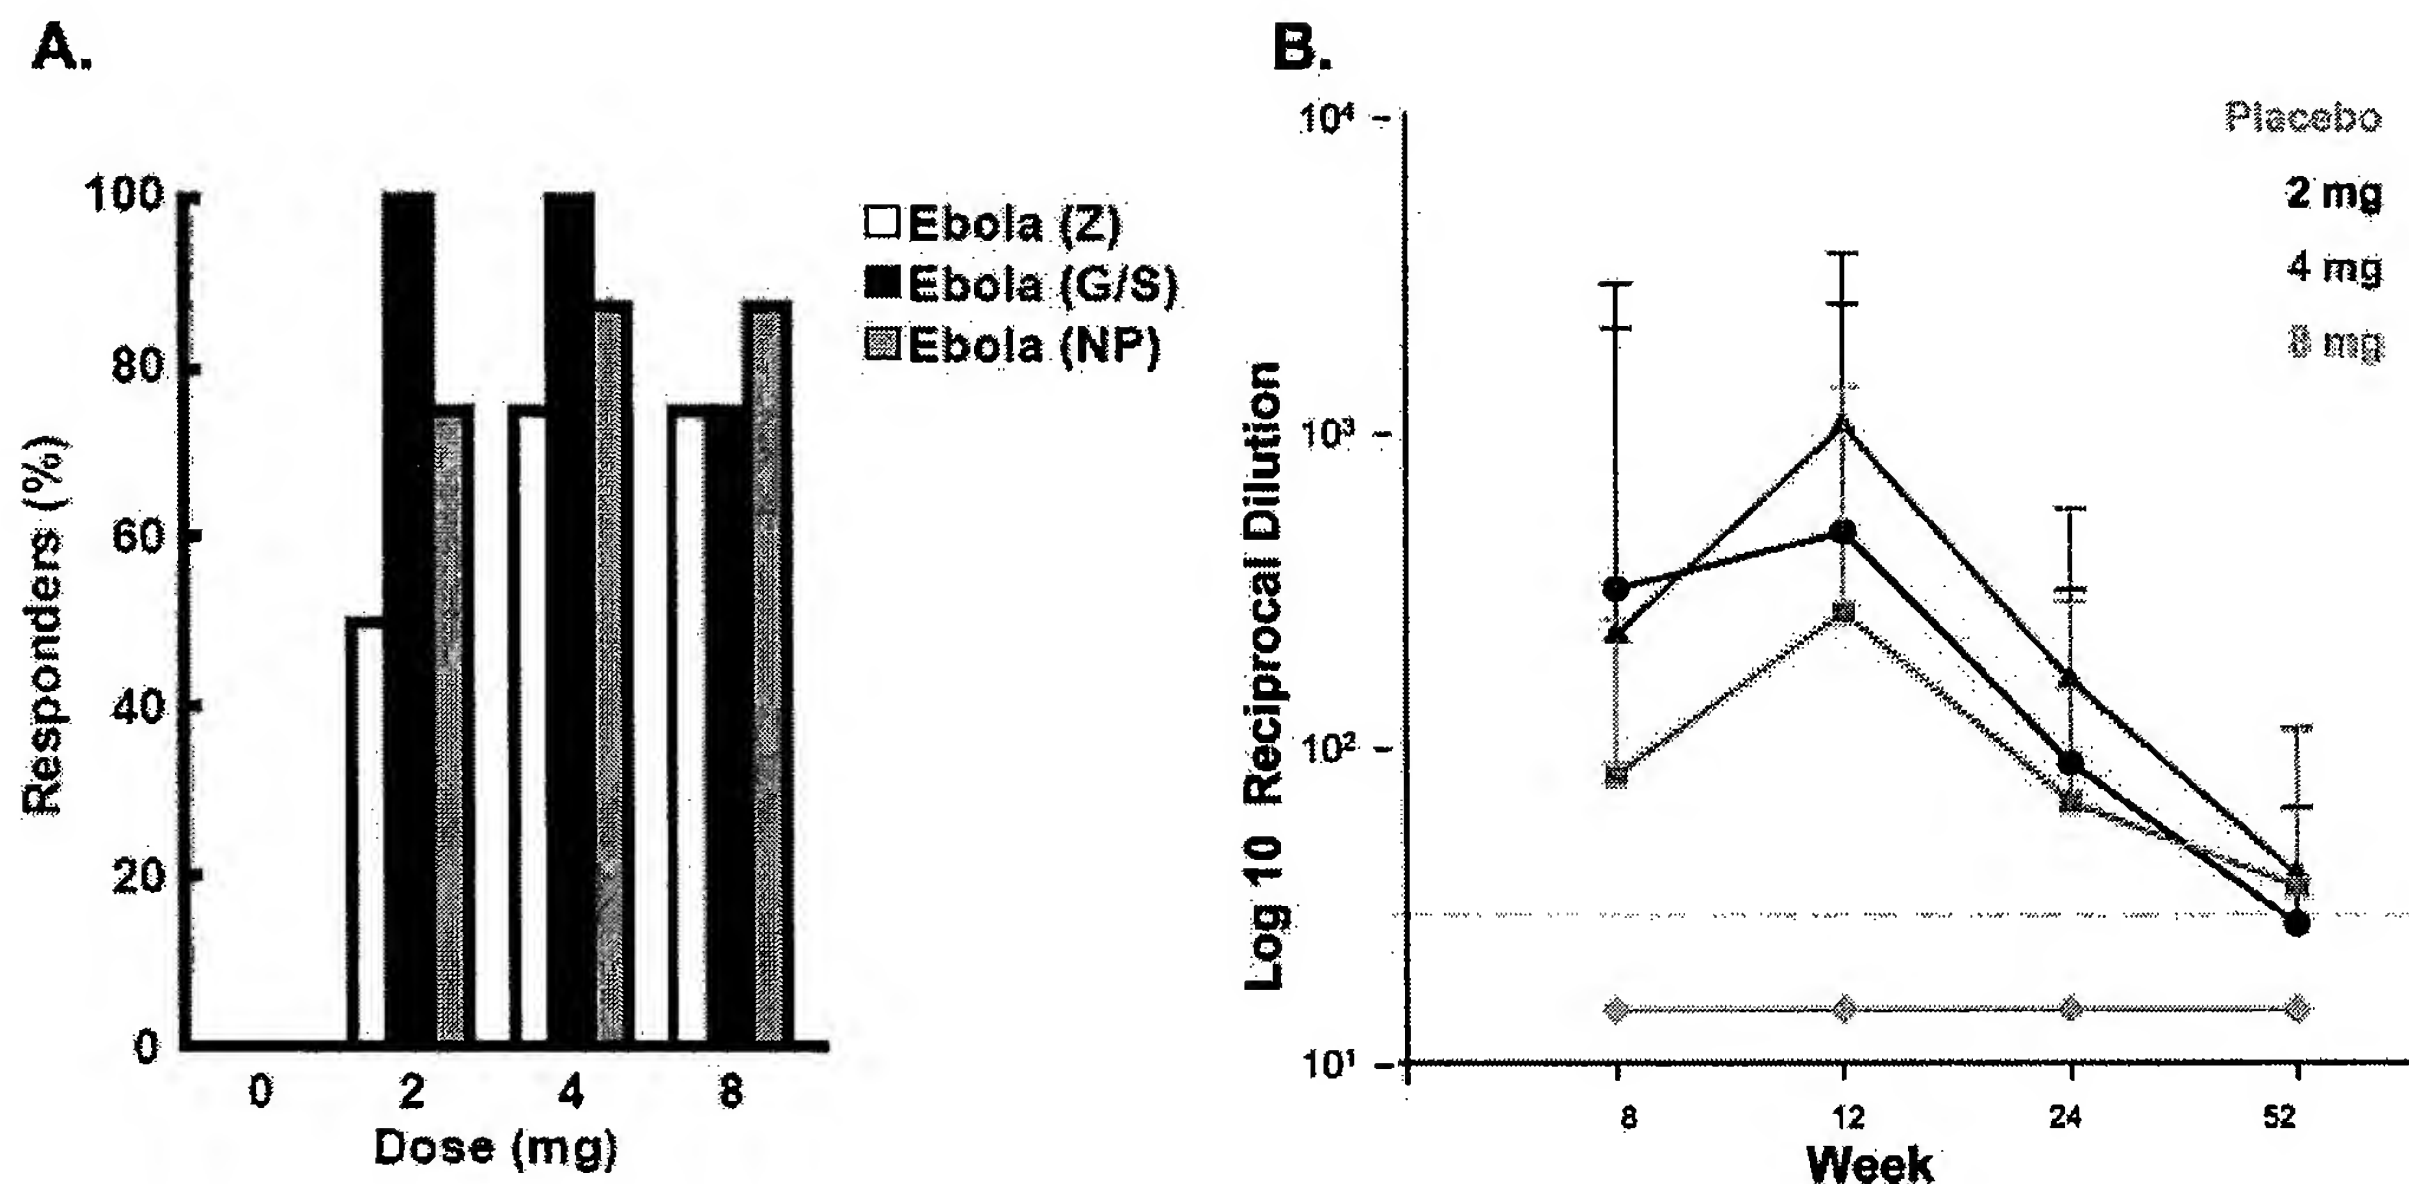 A.
100
80
60
40
20
0
Responders (%)
0 2 4 8
Dose (mg)
Ebola (Z)
Ebola (G/S)
Ebola (NP)
B.
10⁴
10³
10²
10¹
Log 10 Reciprocal Dilution
Placebo
2 mg
4 mg
8 mg
8 12 24 52
Week